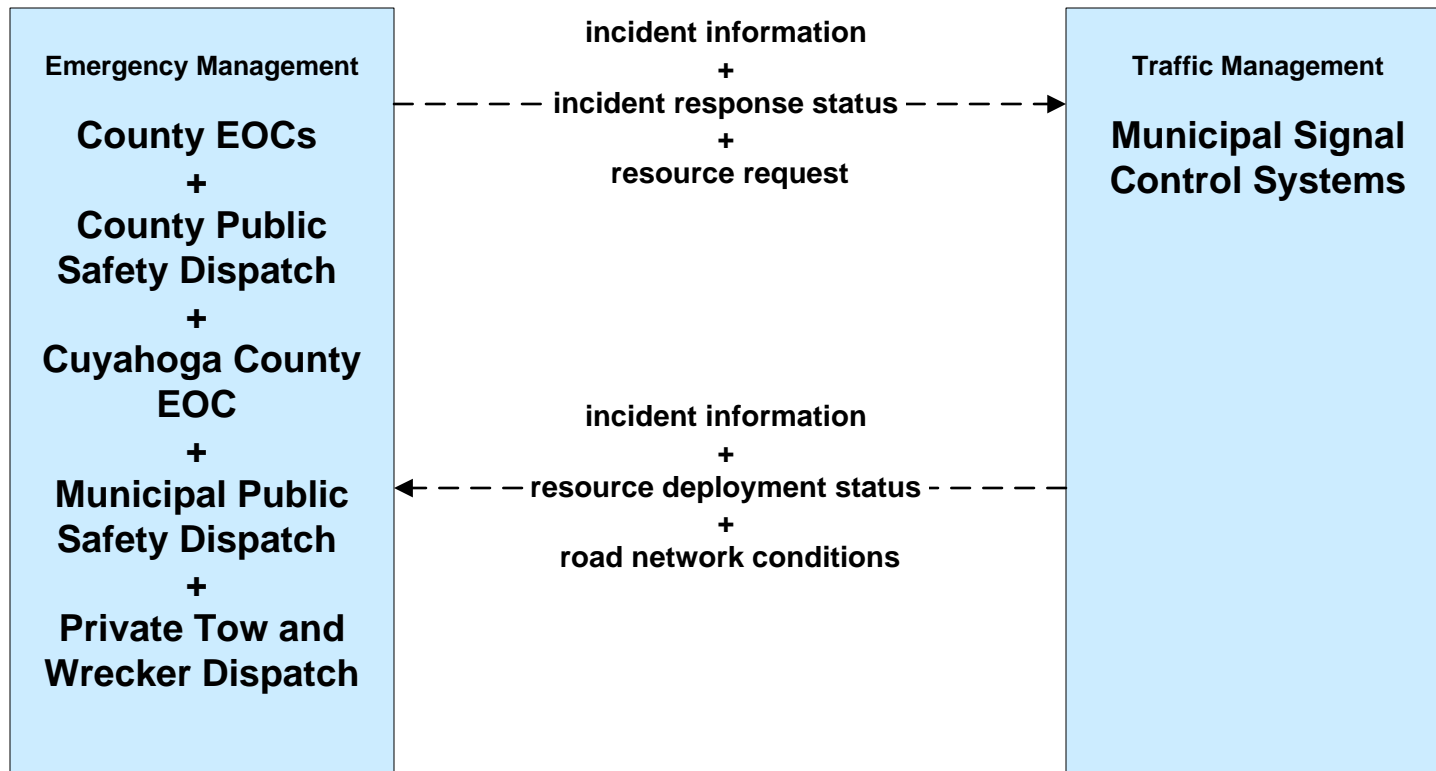 Emergency Management
County EOCs
+
County Public
Safety Dispatch
+
Cuyahoga County
EOC
+
Municipal Public
Safety Dispatch
+
Private Tow and
Wrecker Dispatch
incident information
+
incident response status
+
resource request
incident information
+
resource deployment status
+
road network conditions
Traffic Management
Municipal Signal
Control Systems